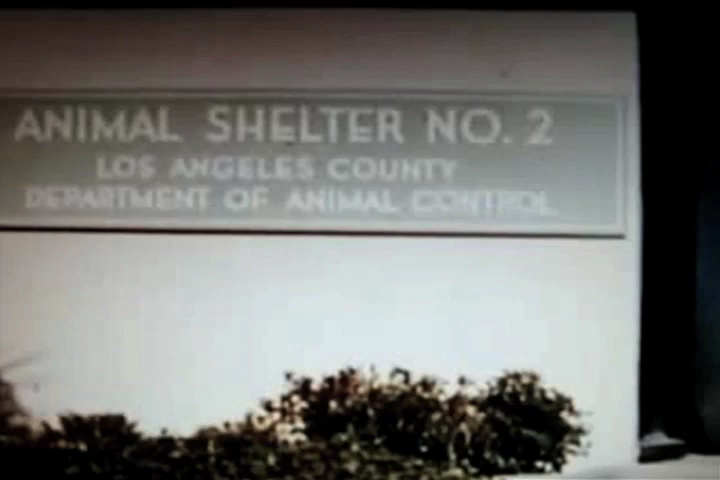 ANIMAL SHELTER NO. 2
LOS ANGELES COUNTY
DEPARTMENT OF ANIMAL CONTROL